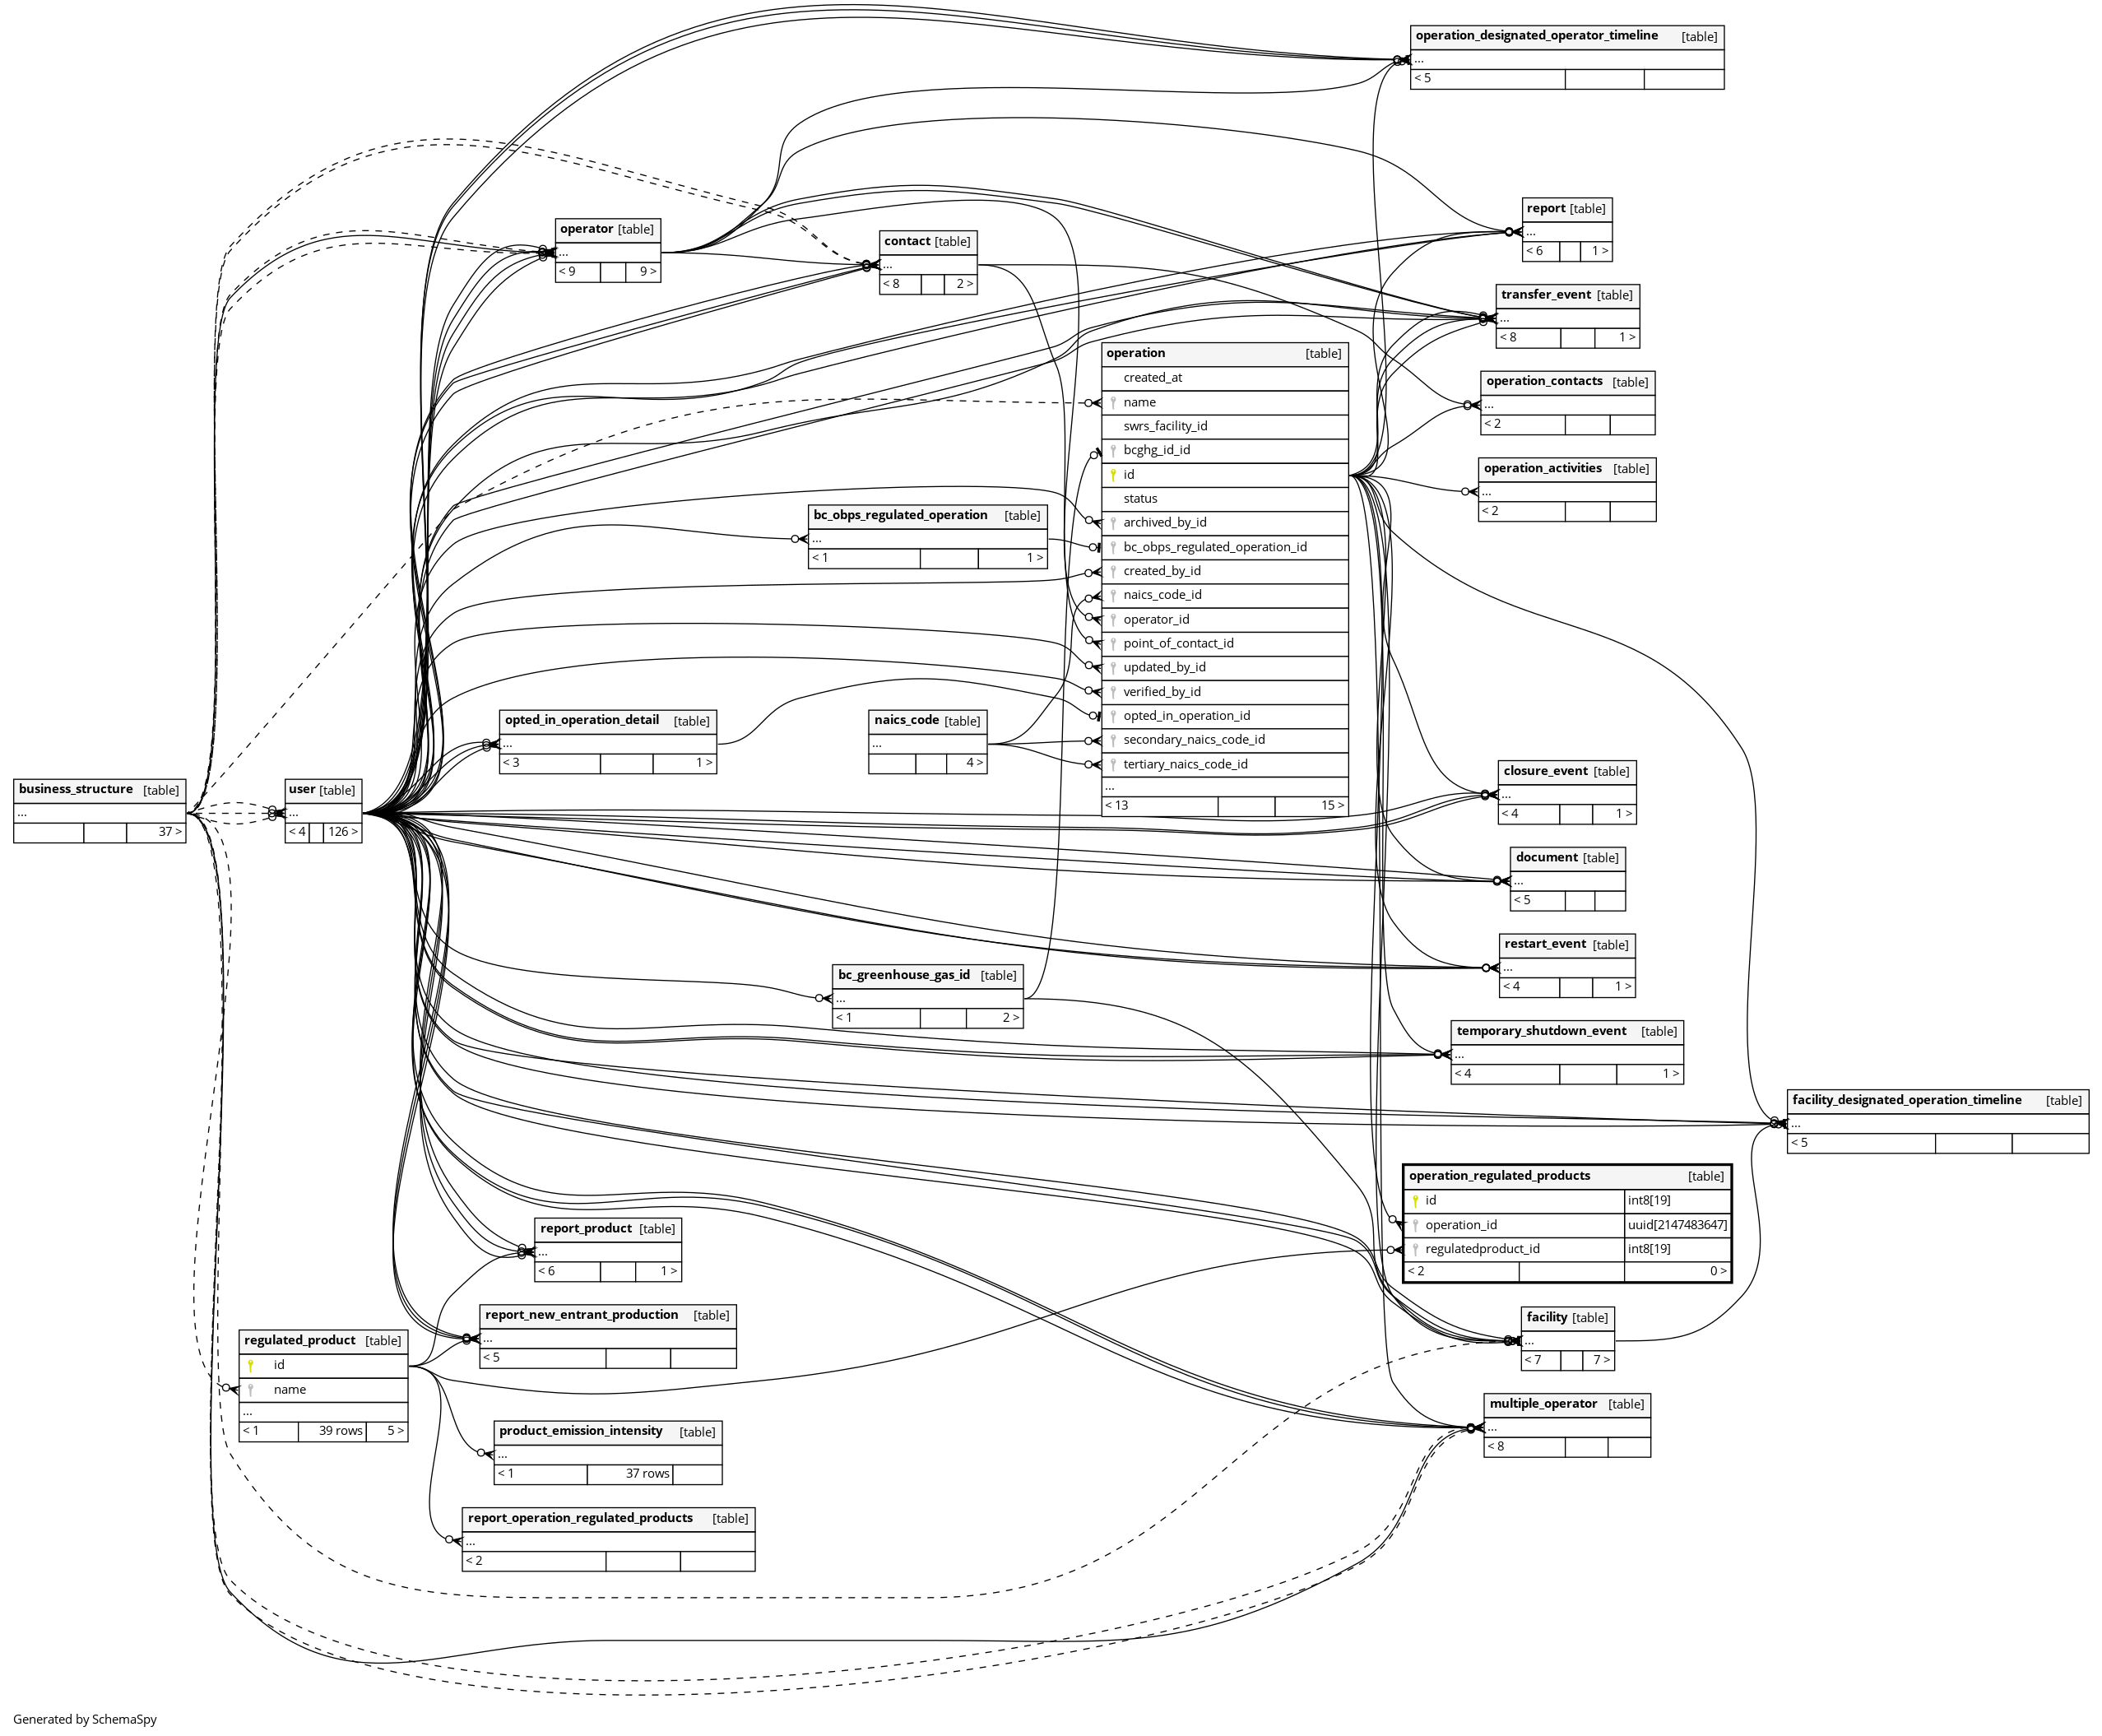 operation_designated_operator_timeline [table]
...
< 5
report [table]
...
< 6 1 >
operator [table]
...
< 9 9 >
contact [table]
...
< 8 2 >
transfer_event [table]
...
< 8 1 >
operation [table]
created_at
name
swrs_facility_id
bcghg_id_id
id
status
archived_by_id
bc_obps_regulated_operation_id
created_by_id
naics_code_id
operator_id
point_of_contact_id
updated_by_id
verified_by_id
opted_in_operation_id
secondary_naics_code_id
tertiary_naics_code_id
...
< 13 15 >
operation_contacts [table]
...
< 2
operation_activities [table]
...
< 2
bc_obps_regulated_operation [table]
...
< 1 1 >
opted_in_operation_detail [table]
...
< 3 1 >
naics_code [table]
...
4 >
business_structure [table]
...
37 >
user [table]
...
< 4 126 >
closure_event [table]
...
< 4 1 >
document [table]
...
< 5
restart_event [table]
...
< 4 1 >
bc_greenhouse_gas_id [table]
...
< 1 2 >
temporary_shutdown_event [table]
...
< 4 1 >
facility_designated_operation_timeline [table]
...
< 5
operation_regulated_products [table]
id int8[19]
operation_id uuid[2147483647]
regulatedproduct_id int8[19]
< 2 0 >
report_product [table]
...
< 6 1 >
report_new_entrant_production [table]
...
< 5
facility [table]
...
< 7 7 >
regulated_product [table]
id
name
...
< 1 39 rows 5 >
multiple_operator [table]
...
< 8
product_emission_intensity [table]
...
< 1 37 rows
report_operation_regulated_products [table]
...
< 2
Generated by SchemaSpy